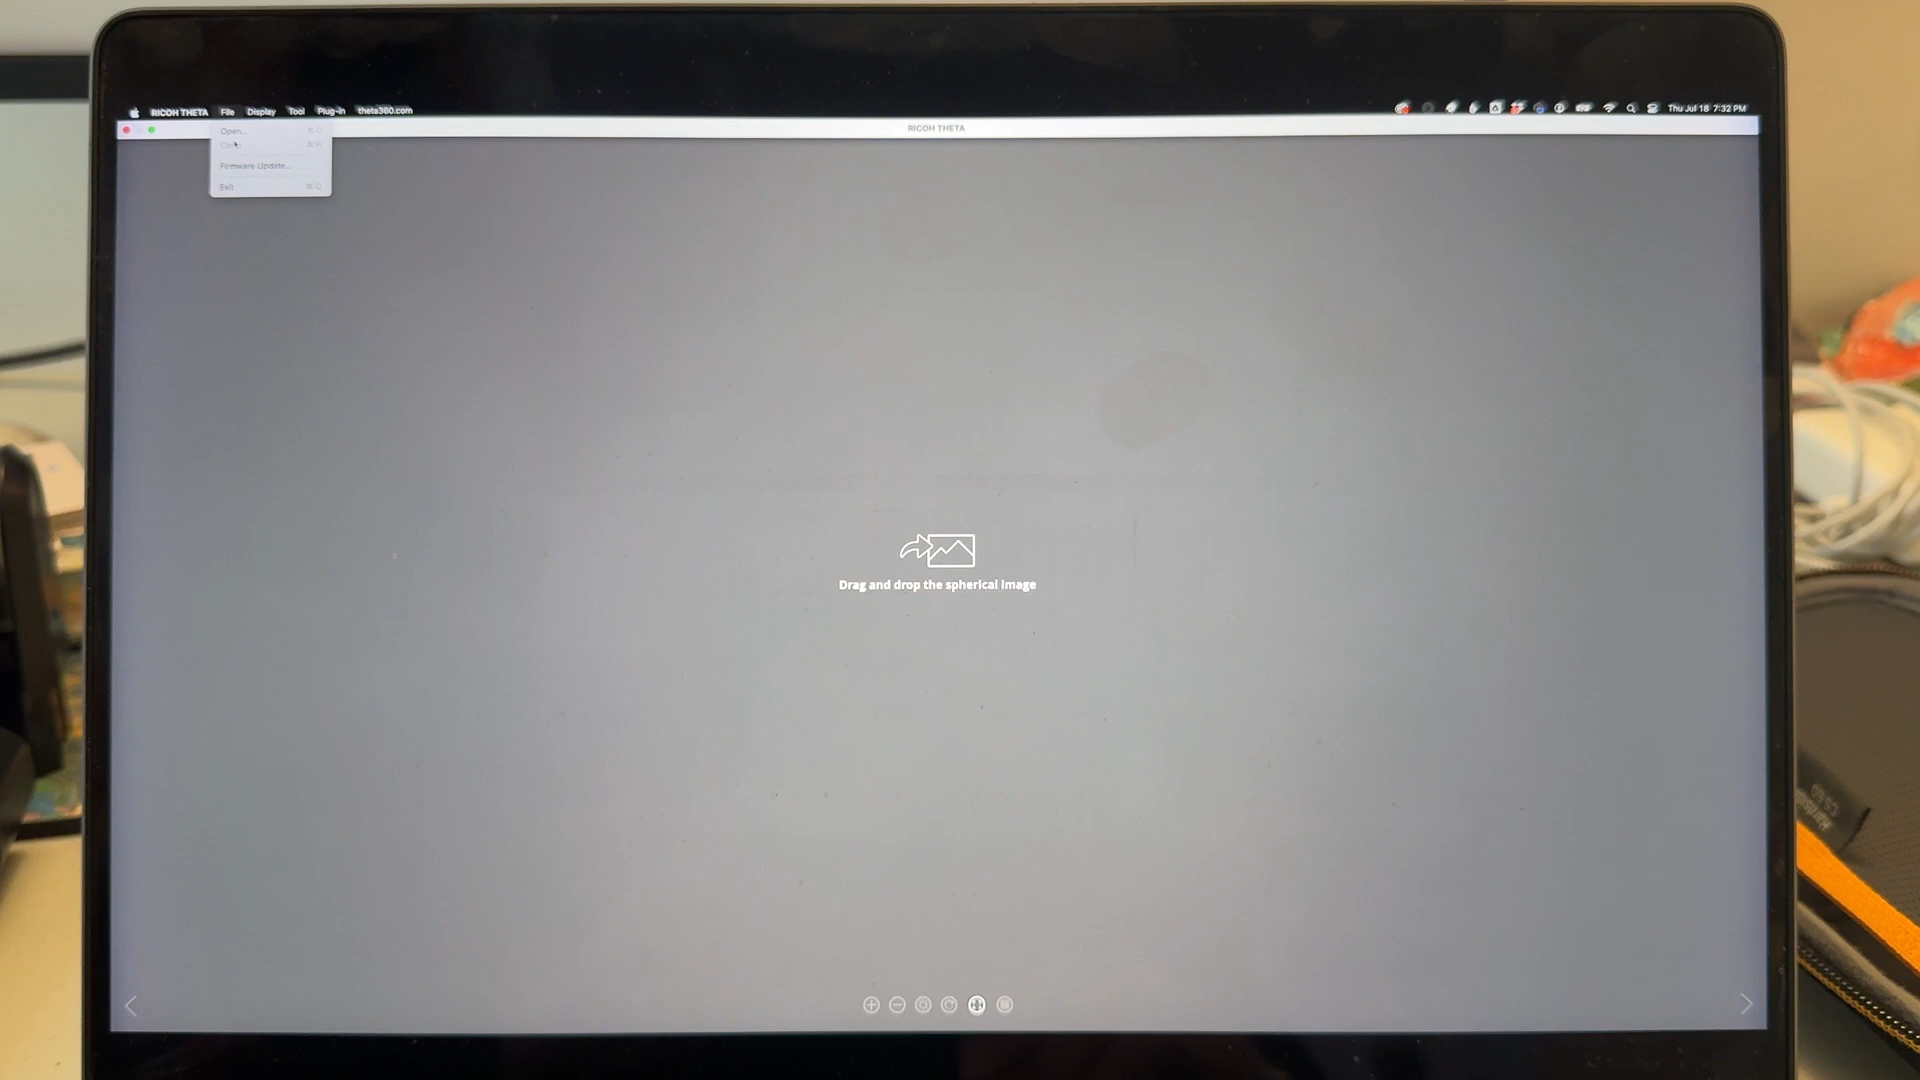 RICOH THETA File Display Tool Plug-in theta360.com Thu Jul 18 7:32 PM
RICOH THETA
Open...
Firmware Update...
Exit ⌘Q
Drag and drop the spherical image